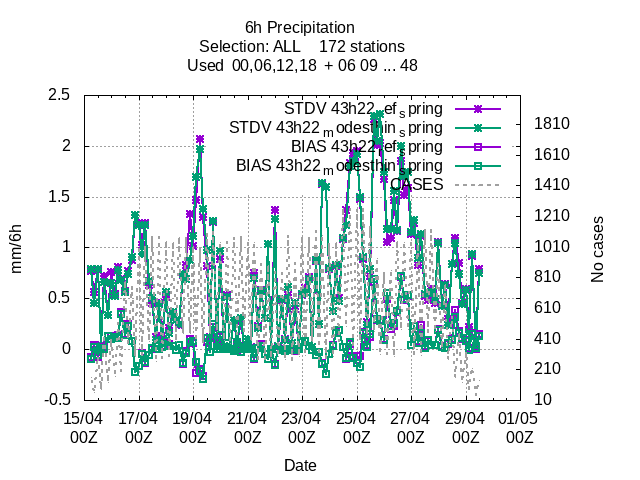 6h Precipitation
Selection: ALL 172 stations
Used 00,06,12,18 + 06 09 ... 48
STDV 43h22_ef_spring
STDV 43h22_modesthin_spring
BIAS 43h22_ef_spring
BIAS 43h22_modesthin_spring
CASES
2.5
2
1.5
1
0.5
0
-0.5
mm/6h
1810
1610
1410
1210
1010
810
610
410
210
10
No cases
15/04 17/04 19/04 21/04 23/04 25/04 27/04 29/04 01/05
00Z 00Z 00Z 00Z 00Z 00Z 00Z 00Z 00Z
Date